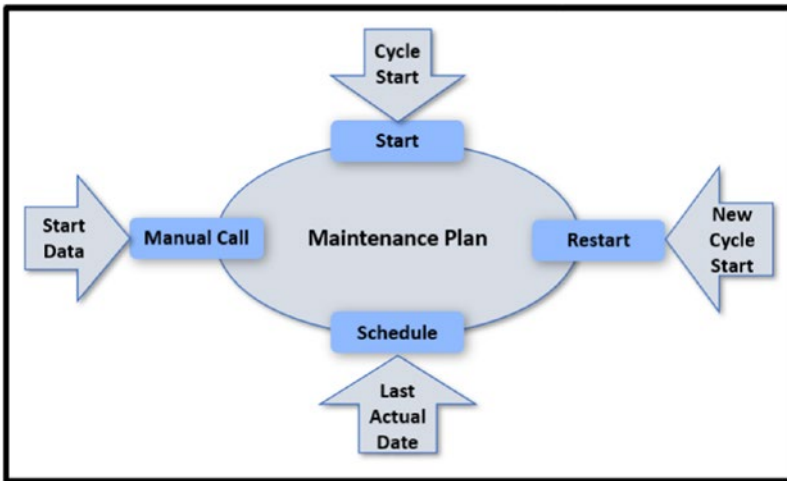 Cycle
Start
Start
Start
Data
Manual Call
Maintenance Plan
Restart
New
Cycle
Start
Schedule
Last
Actual
Date